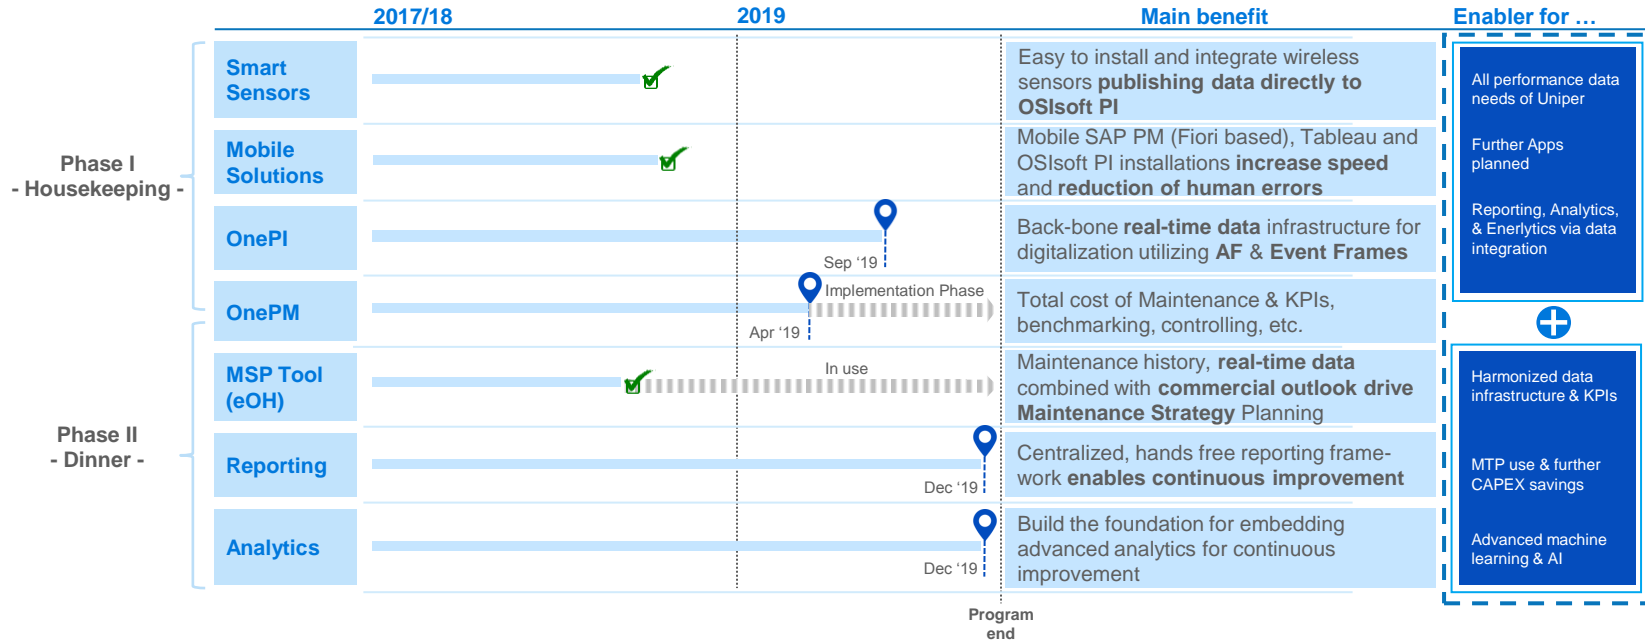 2017/18
2019
Main benefit
Enabler for ...
Phase I
- Housekeeping -
Smart
Sensors
Easy to install and integrate wireless
sensors publishing data directly to
OSIsoft PI
Mobile
Solutions
Mobile SAP PM (Fiori based), Tableau and
OSIsoft PI installations increase speed
and reduction of human errors
OnePI
Sep ‘19
Back-bone real-time data infrastructure for
digitalization utilizing AF & Event Frames
OnePM
Apr ‘19
Implementation Phase
Total cost of Maintenance & KPIs,
benchmarking, controlling, etc.
Phase II
- Dinner -
MSP Tool
(eOH)
In use
Maintenance history, real-time data
combined with commercial outlook drive
Maintenance Strategy Planning
Reporting
Dec ‘19
Centralized, hands free reporting frame-
work enables continuous improvement
Analytics
Dec ‘19
Build the foundation for embedding
advanced analytics for continuous
improvement
Program
end
All performance data
needs of Uniper
Further Apps
planned
Reporting, Analytics,
& Enerlytics via data
integration
Harmonized data
infrastructure & KPIs
MTP use & further
CAPEX savings
Advanced machine
learning & AI